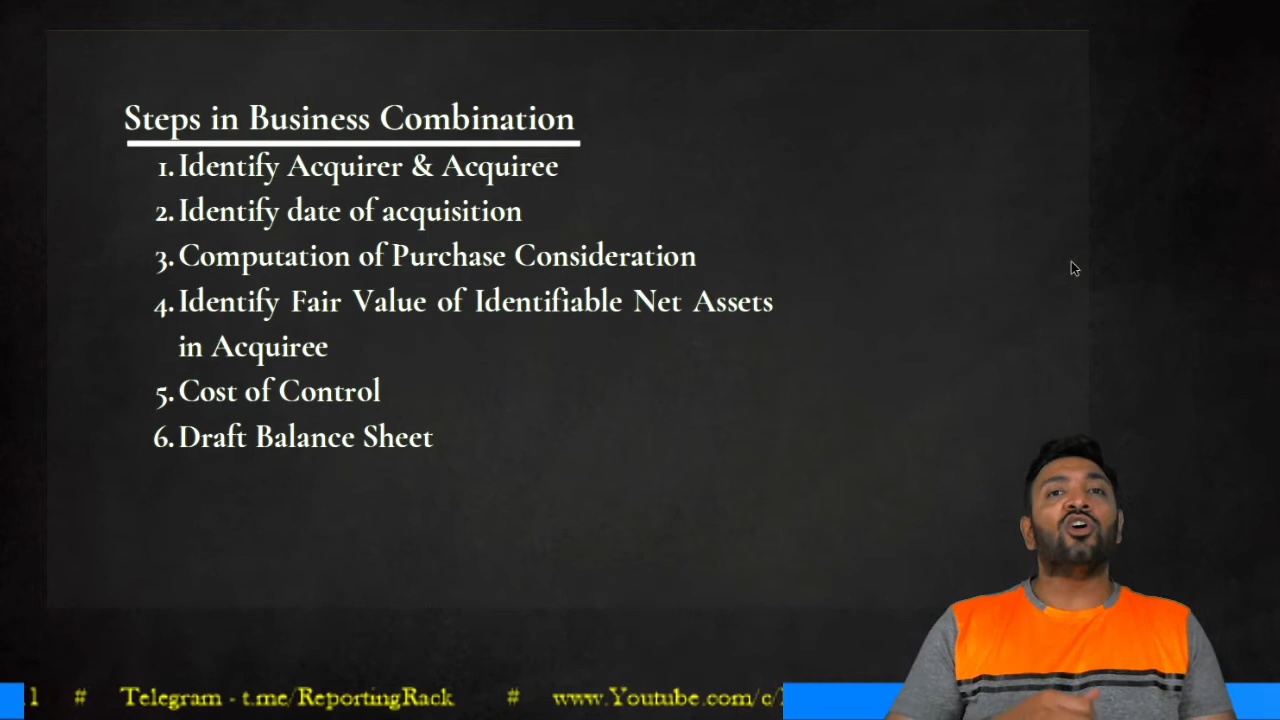 Steps in Business Combination
1. Identify Acquirer & Acquiree
2. Identify date of acquisition
3. Computation of Purchase Consideration
4. Identify Fair Value of Identifiable Net Assets
in Acquiree
5. Cost of Control
6. Draft Balance Sheet
1 # Telegram - t.me/ReportingRack # www.Youtube.com/c/